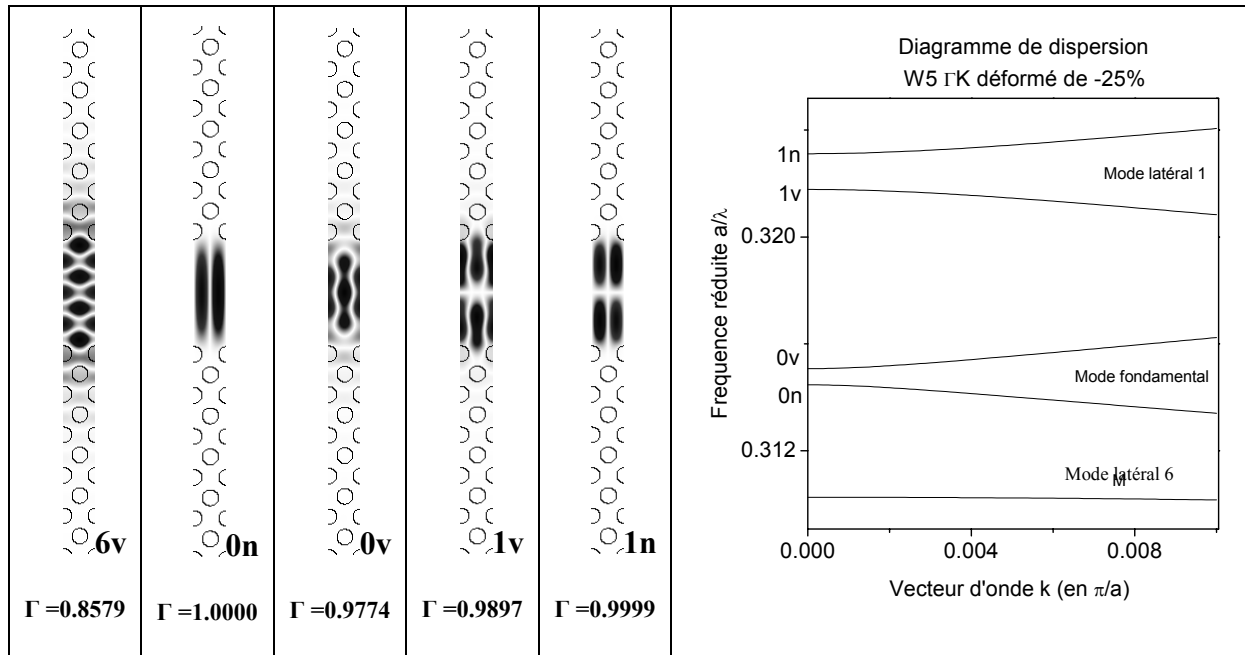 6v
0n
0v
1v
1n
Γ =0.8579
Γ =1.0000
Γ =0.9774
Γ =0.9897
Γ =0.9999
Diagramme de dispersion
W5 ΓK déformé de -25%
Fréquence réduite a/λ
1n
1v
0.320
0v
0n
0.312
Mode latéral 1
Mode fondamental
Mode latéral 6
M
0.000
0.004
0.008
Vecteur d'onde k (en π/a)